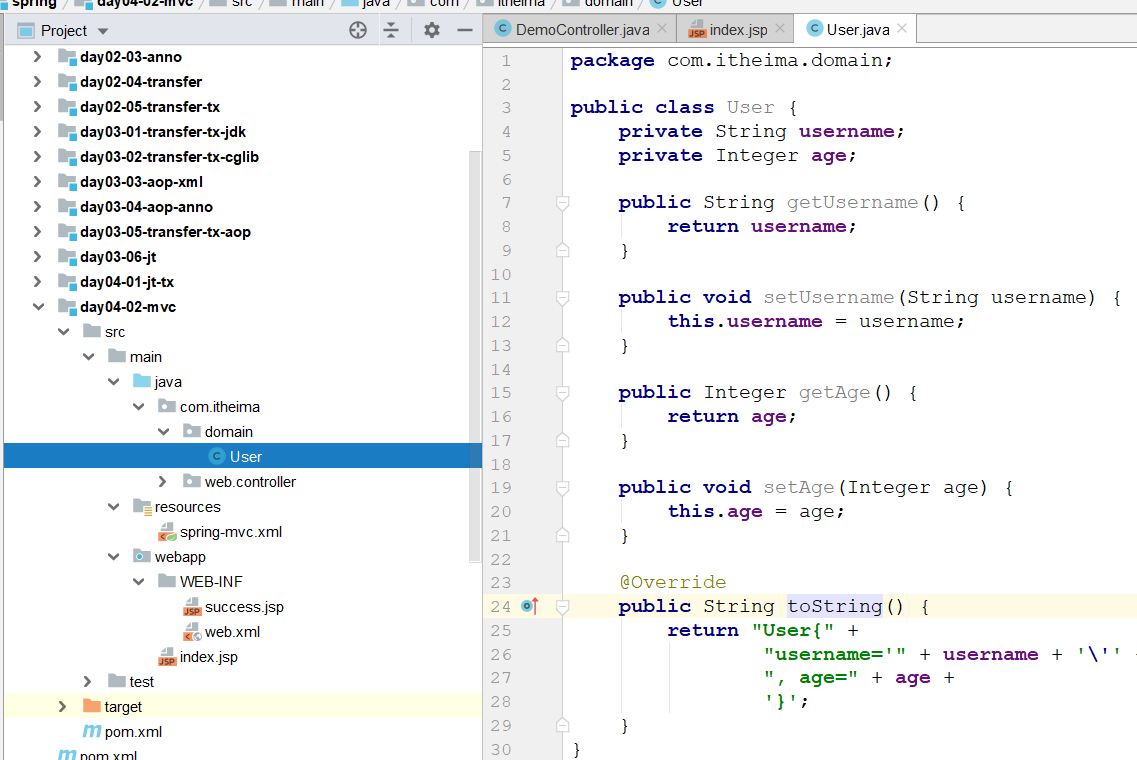 spring day04-02-mvc src main java com itheima domain User
Project
DemoController.java index.jsp User.java
day02-03-anno
day02-04-transfer
day02-05-transfer-tx
day03-01-transfer-tx-jdk
day03-02-transfer-tx-cglib
day03-03-aop-xml
day03-04-aop-anno
day03-05-transfer-tx-aop
day03-06-jt
day04-01-jt-tx
day04-02-mvc
src
main
java
com.itheima
domain
User
web.controller
resources
spring-mvc.xml
webapp
WEB-INF
success.jsp
web.xml
index.jsp
test
target
pom.xml
pom.xml
1 package com.itheima.domain;
2
3 public class User {
4 private String username;
5 private Integer age;
6
7 public String getUsername() {
8 return username;
9 }
10
11 public void setUsername(String username) {
12 this.username = username;
13 }
14
15 public Integer getAge() {
16 return age;
17 }
18
19 public void setAge(Integer age) {
20 this.age = age;
21 }
22
23 @Override
24 public String toString() {
25 return "User{" +
26 "username='" + username + '\'' +
27 ", age=" + age +
28 '}';
29 }
30 }